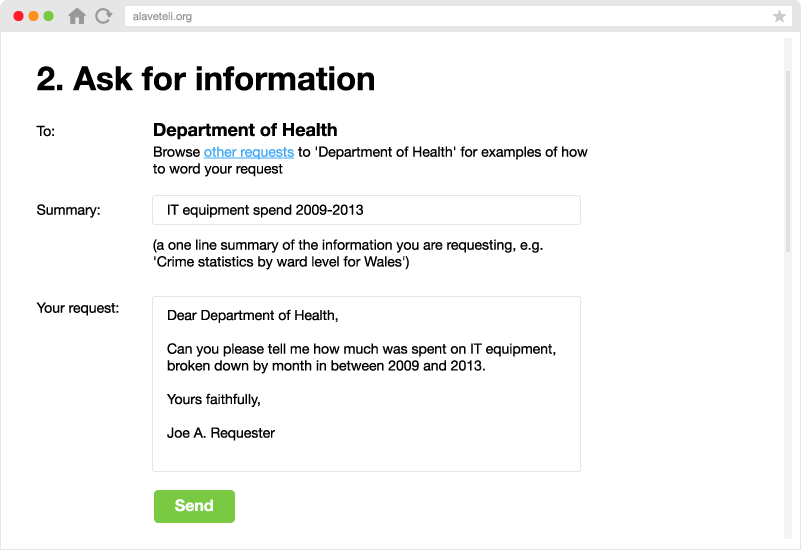 alaveteli.org
2. Ask for information
To:
Department of Health
Browse other requests to 'Department of Health' for examples of how
to word your request
Summary:
IT equipment spend 2009-2013
(a one line summary of the information you are requesting, e.g.
'Crime statistics by ward level for Wales')
Your request:
Dear Department of Health,
Can you please tell me how much was spent on IT equipment,
broken down by month in between 2009 and 2013.
Yours faithfully,
Joe A. Requester
Send